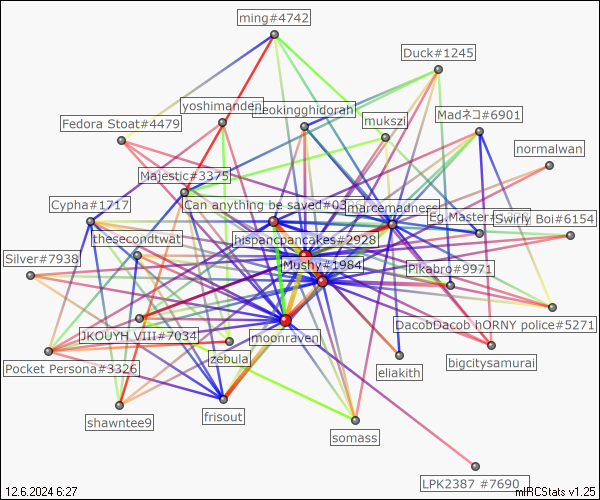 ming#4742
Duck#1245
yoshimanden
neokingghidorah
mukszi
Madネコ#6901
Fedora Stoat#4479
normalwan
Majestic#3375
Cypha#1717
Can anything be saved#03
marcemadness
Eg.Master
Swirly Boi#6154
thesecondtwat
hispancpancakes#2928
Silver#7938
Mushy#1984
Pikabro#9971
DacobDacob hORNY police#5271
JKOUYH VIII#7034
moonraven
zebula
Pocket Persona#3326
eliakith
bigcitysamurai
shawntee9
frisout
somass
LPK2387 #7690
12.6.2024 6:27
mIRCStats v1.25